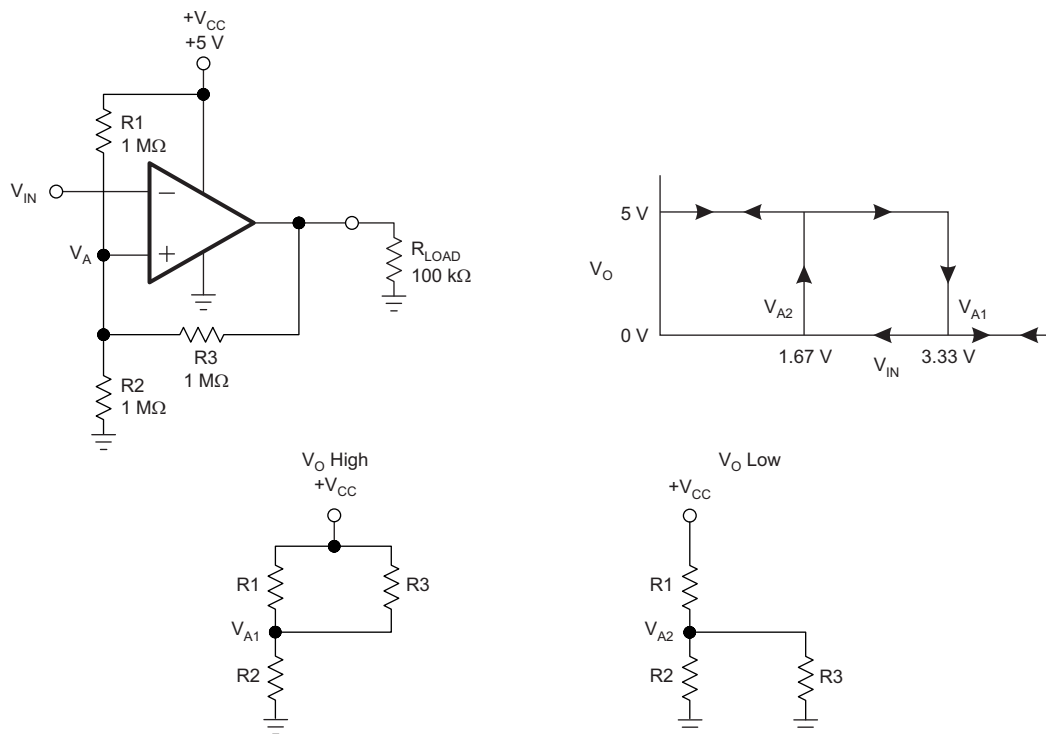 +V_CC
+5 V
R1
1 MΩ
V_IN
−
V_A
+
R_LOAD
100 kΩ
R3
1 MΩ
R2
1 MΩ
5 V
V_O
V_A2
V_A1
0 V
1.67 V
V_IN
3.33 V
V_O High
+V_CC
R1
R3
V_A1
R2
V_O Low
+V_CC
R1
V_A2
R2
R3